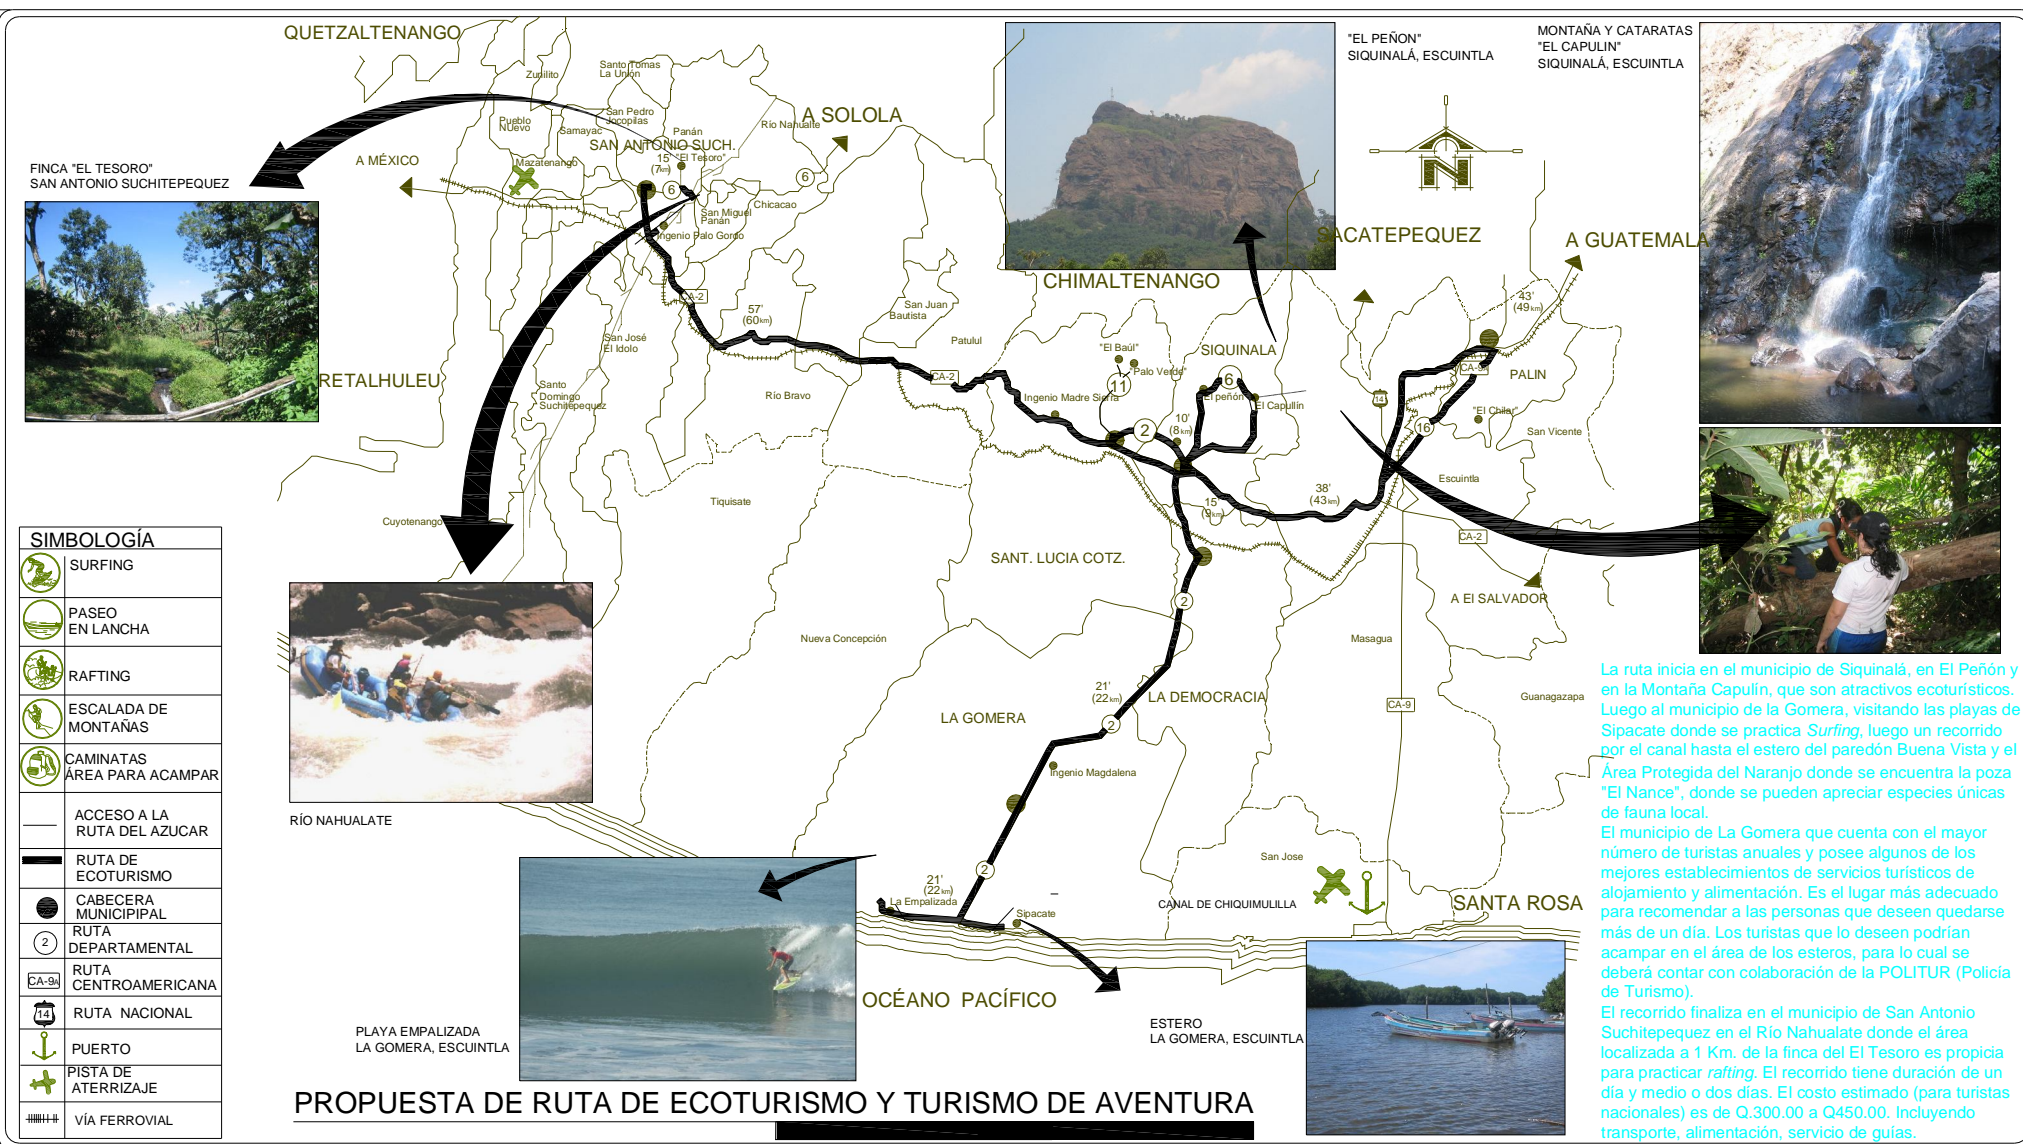 QUETZALTENANGO
Zunilito
Santo Tomas
La Unión
San Pedro
Jocopilas
Pueblo
NUevo
Samayac
Panán
Río Nahualte
A SOLOLA
SAN ANTONIO SUCH.
A MÉXICO
Mazatenango
15'
(7km)
"El Tesoro"
6
6
Chicacao
San Miguel
Panán
Ingenio Palo Gordo
FINCA "EL TESORO"
SAN ANTONIO SUCHITEPEQUEZ
"EL PEÑON"
SIQUINALÁ, ESCUINTLA
MONTAÑA Y CATARATAS
"EL CAPULIN"
SIQUINALÁ, ESCUINTLA
N
SACATEPEQUEZ
A GUATEMALA
CHIMALTENANGO
CA-2
57'
(60km)
San Juan
Bautista
San José
El Idolo
Patulul
RETALHULEU
Santo
Domingo
Suchitepequez
Río Bravo
CA-2
"El Baúl"
"Palo Verde"
11
Ingenio Madre Sierra
SIQUINALA
6
El peñón
El Capullín
10'
(8km)
2
43'
(49km)
CA-9A
PALIN
14
"El Chilar"
16
San Vicente
Escuintla
38'
(43km)
15'
(9km)
CA-2
A El SALVADOR
Tiquisate
Cuyotenango
SANT. LUCIA COTZ.
2
Nueva Concepción
Masagua
Guanagazapa
CA-9
21'
(22km)
2
LA DEMOCRACIA
LA GOMERA
Ingenio Magdalena
2
21'
(22km)
La Empalizada
Sipacate
San Jose
CANAL DE CHIQUIMULILLA
SANTA ROSA
OCÉANO PACÍFICO
RÍO NAHUALATE
PLAYA EMPALIZADA
LA GOMERA, ESCUINTLA
ESTERO
LA GOMERA, ESCUINTLA
SIMBOLOGÍA
SURFING
PASEO
EN LANCHA
RAFTING
ESCALADA DE
MONTAÑAS
CAMINATAS
ÁREA PARA ACAMPAR
ACCESO A LA
RUTA DEL AZUCAR
RUTA DE
ECOTURISMO
CABECERA
MUNICIPIPAL
2
RUTA
DEPARTAMENTAL
CA-9A
RUTA
CENTROAMERICANA
14
RUTA NACIONAL
PUERTO
PISTA DE
ATERRIZAJE
VÍA FERROVIAL
La ruta inicia en el municipio de Siquinalá, en El Peñón y
en la Montaña Capulín, que son atractivos ecoturísticos.
Luego al municipio de la Gomera, visitando las playas de
Sipacate donde se practica Surfing, luego un recorrido
por el canal hasta el estero del paredón Buena Vista y el
Área Protegida del Naranjo donde se encuentra la poza
"El Nance", donde se pueden apreciar especies únicas
de fauna local.
El municipio de La Gomera que cuenta con el mayor
número de turistas anuales y posee algunos de los
mejores establecimientos de servicios turísticos de
alojamiento y alimentación. Es el lugar más adecuado
para recomendar a las personas que deseen quedarse
más de un día. Los turistas que lo deseen podrían
acampar en el área de los esteros, para lo cual se
deberá contar con colaboración de la POLITUR (Policía
de Turismo).
El recorrido finaliza en el municipio de San Antonio
Suchitepequez en el Río Nahualate donde el área
localizada a 1 Km. de la finca del El Tesoro es propicia
para practicar rafting. El recorrido tiene duración de un
día y medio o dos días. El costo estimado (para turistas
nacionales) es de Q.300.00 a Q450.00. Incluyendo
transporte, alimentación, servicio de guías.
PROPUESTA DE RUTA DE ECOTURISMO Y TURISMO DE AVENTURA